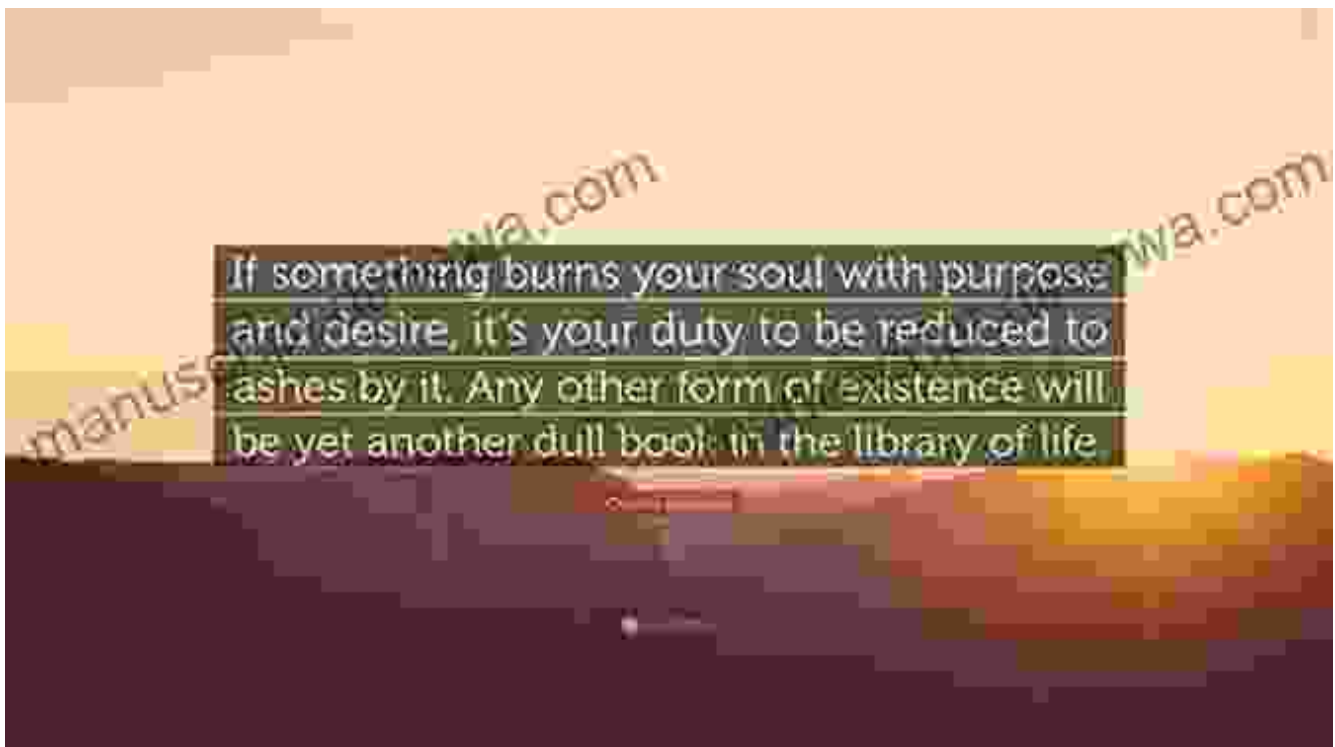 If something burns your soul with purpose
and desire, it's your duty to be reduced to
ashes by it. Any other form of existence will
be yet another dull book in the library of life.